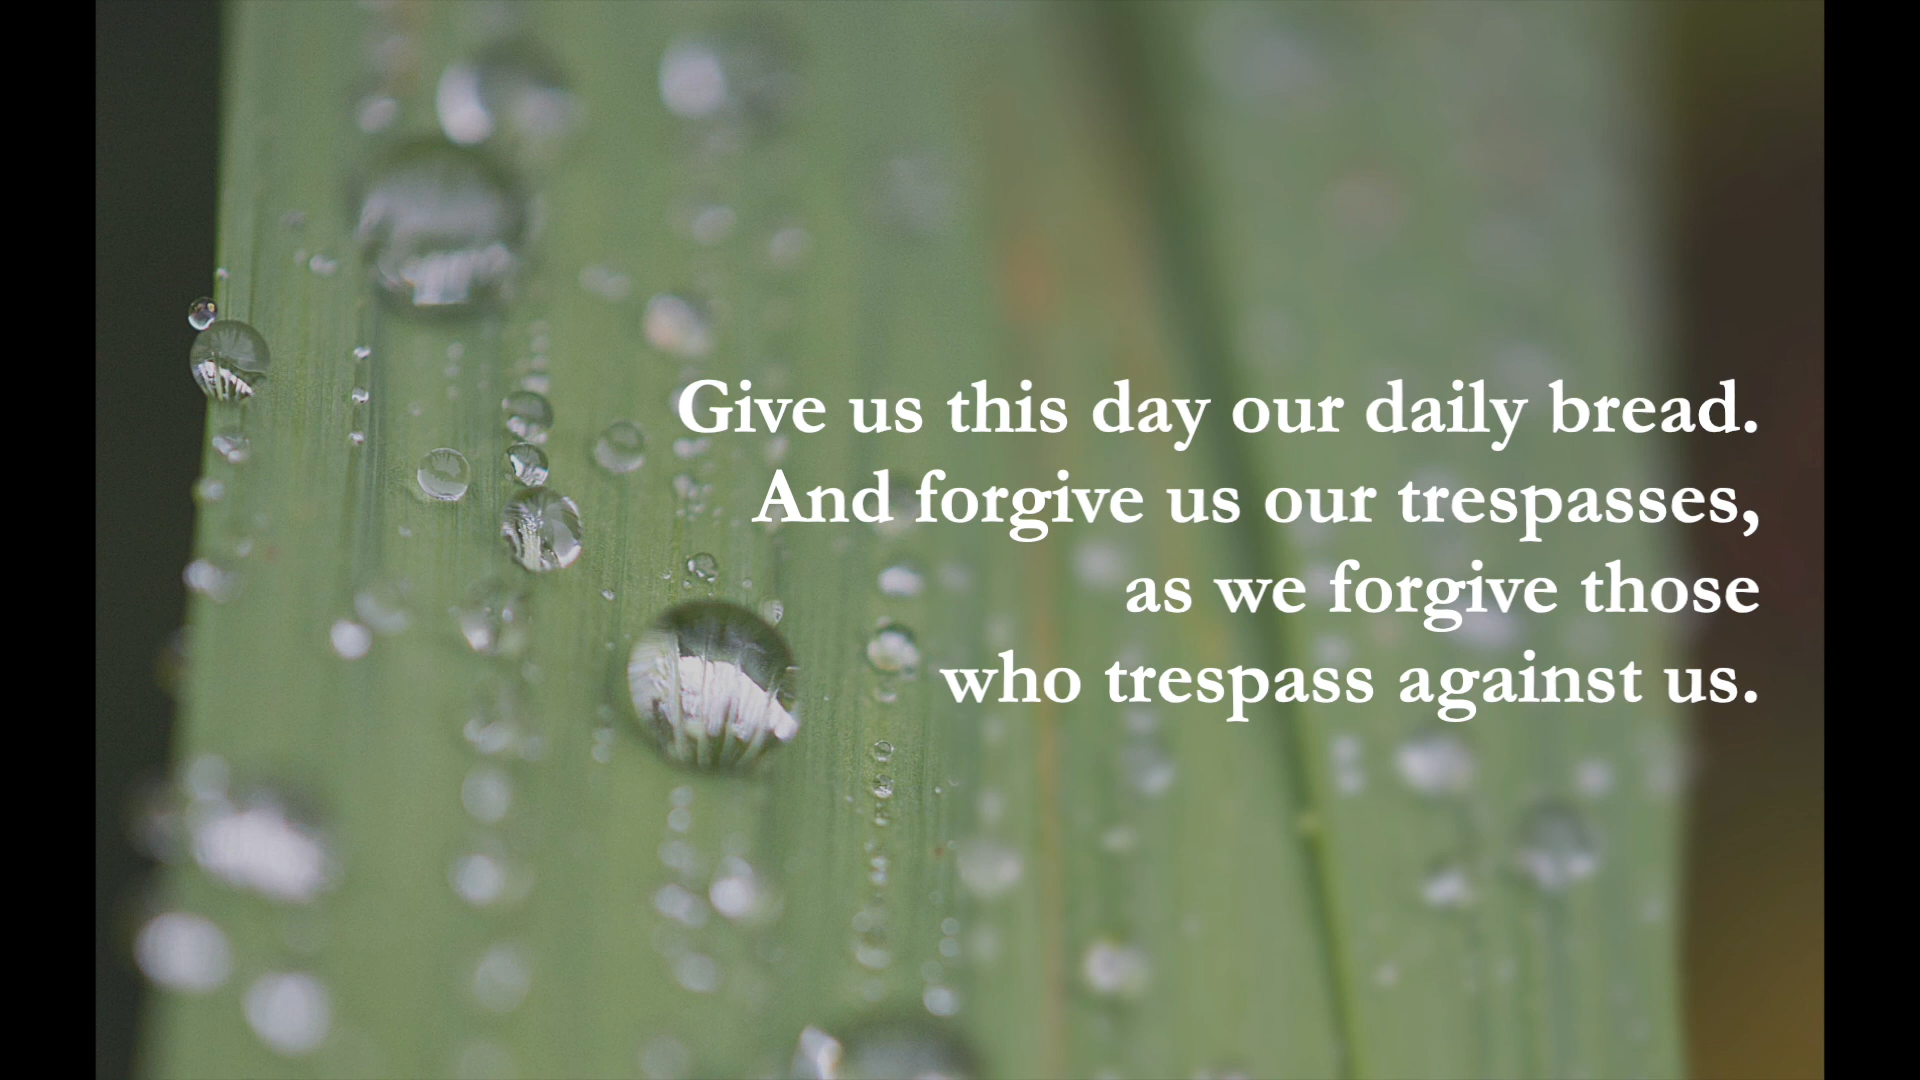 Give us this day our daily bread.
And forgive us our trespasses,
as we forgive those
who trespass against us.